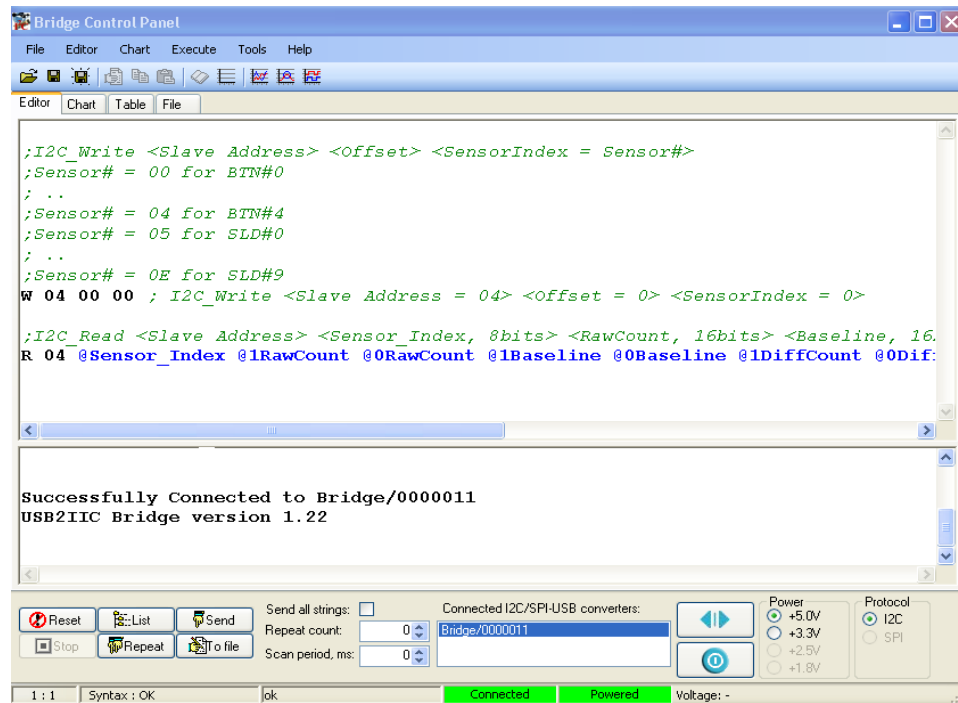 Bridge Control Panel
File Editor Chart Execute Tools Help
Editor Chart Table File
;I2C_Write <Slave Address> <Offset> <SensorIndex = Sensor#>
;Sensor# = 00 for BTN#0
; ..
;Sensor# = 04 for BTN#4
;Sensor# = 05 for SLD#0
; ..
;Sensor# = 0E for SLD#9
W 04 00 00 ; I2C_Write <Slave Address = 04> <Offset = 0> <SensorIndex = 0>
;I2C_Read <Slave Address> <Sensor_Index, 8bits> <RawCount, 16bits> <Baseline, 16
R 04 @Sensor_Index @1RawCount @0RawCount @1Baseline @0Baseline @1DiffCount @0Dif
Successfully Connected to Bridge/0000011
USB2IIC Bridge version 1.22
Reset List Send Send all strings: Connected I2C/SPI-USB converters: Power Protocol
Repeat count: 0 Bridge/0000011 +5.0V I2C
Stop Repeat To file +3.3V SPI
Scan period, ms: 0 +2.5V
+1.8V
1 : 1 Syntax : OK ok Connected Powered Voltage: -